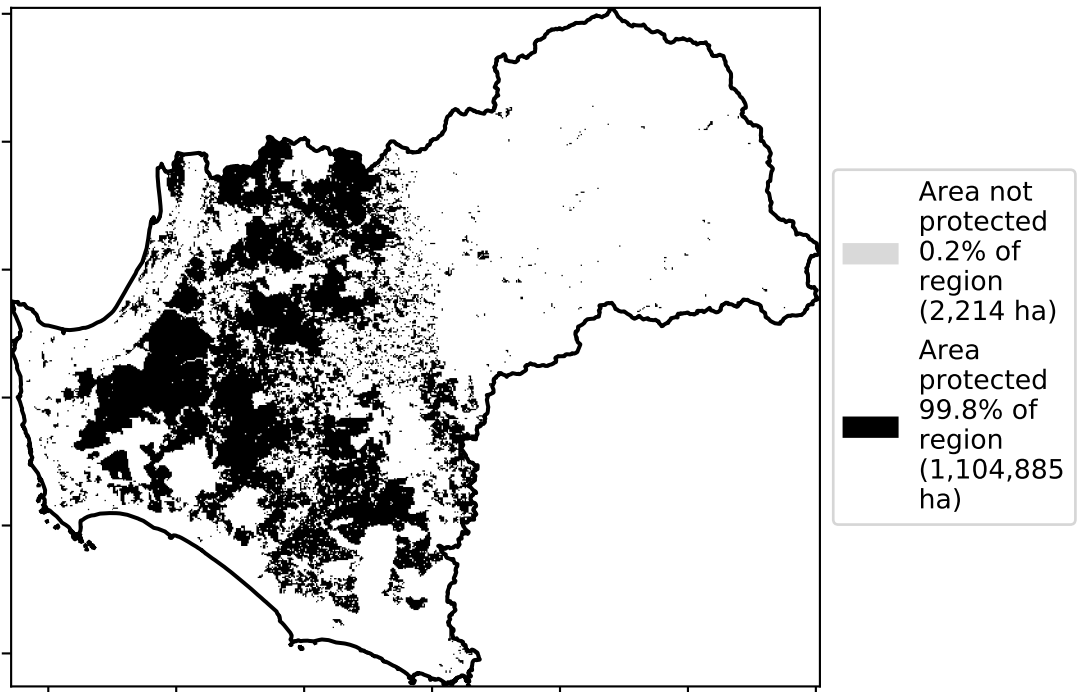 Area not
protected
0.2% of
region
(2,214 ha)
Area
protected
99.8% of
region
(1,104,885
ha)